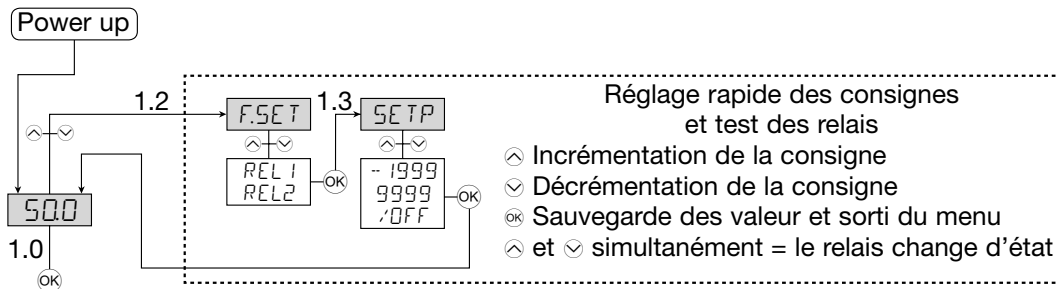 Power up
1.2
F.SET
REL1
REL2
OK
1.3
SETP
-1999
9999
/OFF
OK
50.0
1.0
OK
Réglage rapide des consignes
et test des relais
Incrémentation de la consigne
Décrémentation de la consigne
OK Sauvegarde des valeur et sorti du menu
et simultanément = le relais change d'état